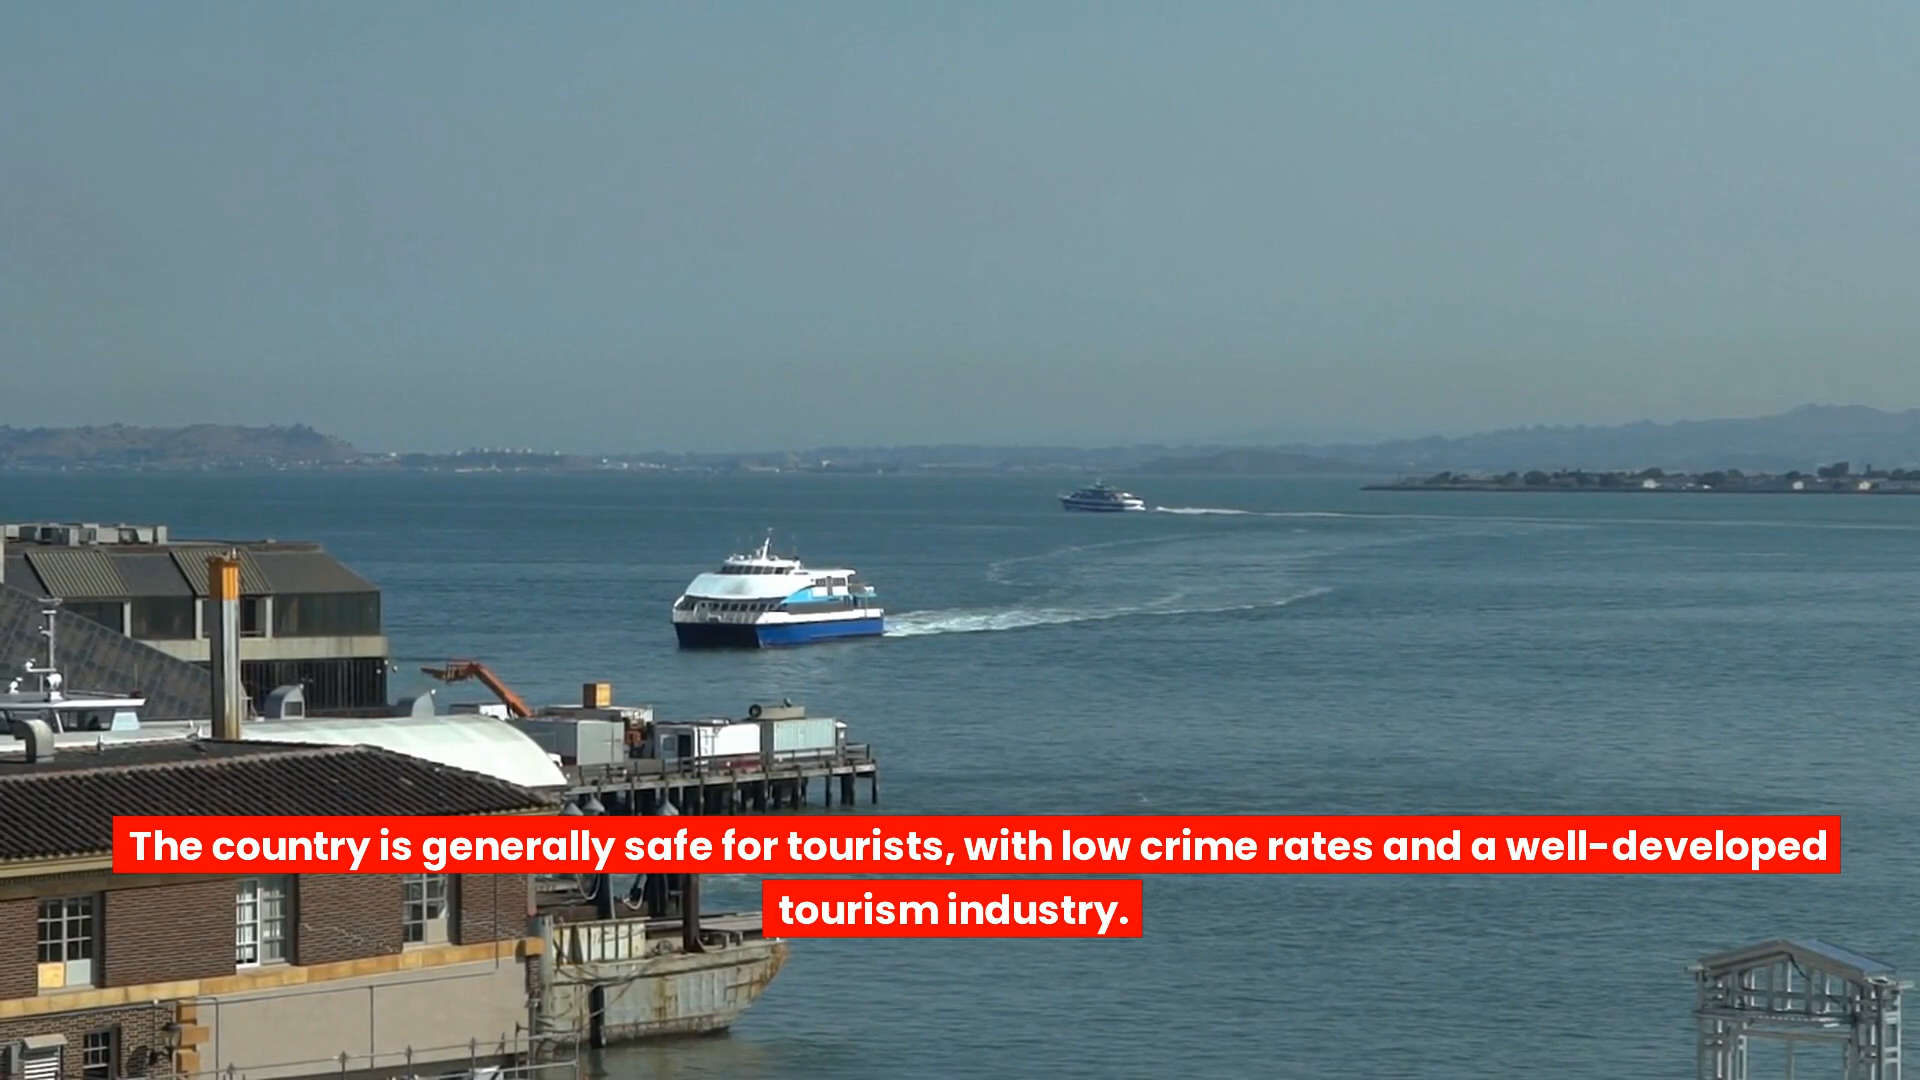 The country is generally safe for tourists, with low crime rates and a well-developed
tourism industry.